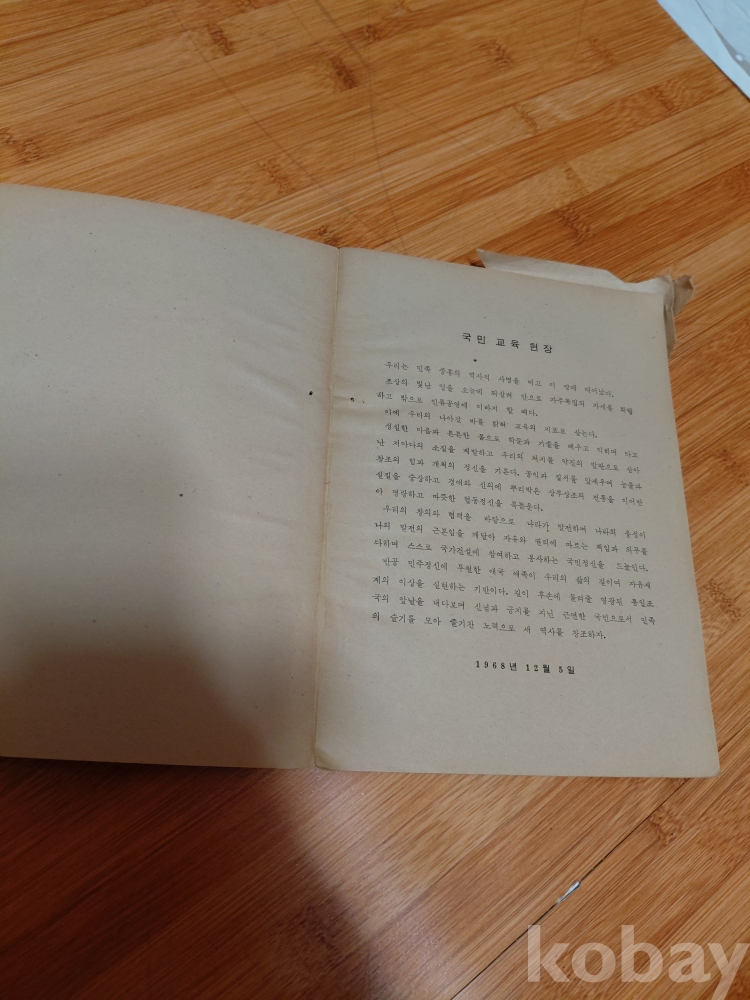 국민 교육 헌장
우리는 민족 중흥의 역사적 사명을 띠고 이 땅에 태어났다.
조상의 빛난 얼을 오늘에 되살려 안으로 자주독립의 자세를 확립
하고 밖으로 인류공영에 이바지 할 때다.
이에 우리의 나아갈 바를 밝혀 교육의 지표로 삼는다.
성실한 마음과 튼튼한 몸으로 학문과 기술을 배우고 익히며 타고
난 저마다의 소질을 계발하고 우리의 처지를 약진의 발판으로 삼아
창조의 힘과 개척의 정신을 기른다. 공익과 질서를 앞세우며 능률과
실질을 숭상하고 경애와 신의에 뿌리박은 상부상조의 전통을 이어받
아 명랑하고 따뜻한 협동정신을 북돋운다.
우리의 창의와 협력을 바탕으로 나라가 발전하며 나라의 융성이
나의 발전의 근본임을 깨달아 자유와 권리에 따르는 책임과 의무를
다하며 스스로 국가건설에 참여하고 봉사하는 국민정신을 드높인다.
반공 민주정신에 투철한 애국 애족이 우리의 삶의 길이며 자유세
계의 이상을 실현하는 기반이다. 길이 후손에 물려줄 영광된 통일조
국의 앞날을 내다보며 신념과 긍지를 지닌 근면한 국민으로서 민족
의 슬기를 모아 줄기찬 노력으로 새 역사를 창조하자.
1968년 12월 5일
kobay